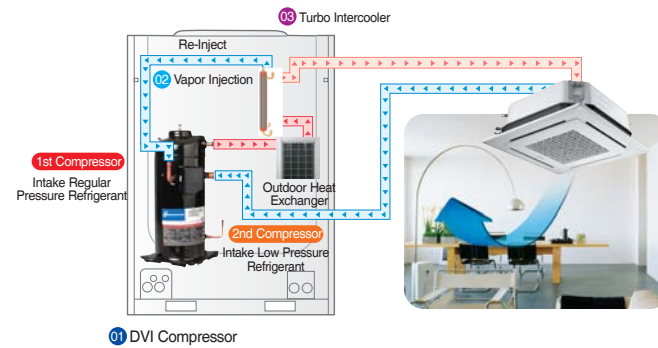 03 Turbo Intercooler
Re-Inject
02 Vapor Injection
1st Compressor
Intake Regular
Pressure Refrigerant
Outdoor Heat
Exchanger
2nd Compressor
Intake Low Pressure
Refrigerant
01 DVI Compressor